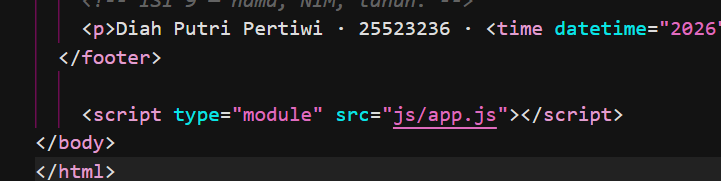 <!-- ISI 9 — nama, NIM, tahun. -->
<p>Diah Putri Pertiwi · 25523236 · <time datetime="2026"
</footer>
<script type="module" src="js/app.js"></script>
</body>
</html>